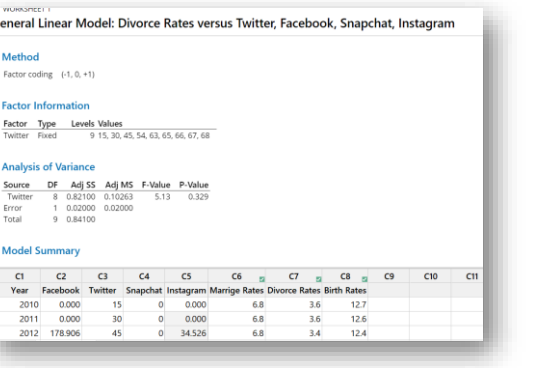 WORKSHEET 1
eneral Linear Model: Divorce Rates versus Twitter, Facebook, Snapchat, Instagram
Method
Factor coding (-1, 0, +1)
Factor Information
Factor Type Levels Values
Twitter Fixed 9 15, 30, 45, 54, 63, 65, 66, 67, 68
Analysis of Variance
Source DF Adj SS Adj MS F-Value P-Value
Twitter 8 0.82100 0.10263 5.13 0.329
Error 1 0.02000 0.02000
Total 9 0.84100
Model Summary
C1 C2 C3 C4 C5 C6 C7 C8 C9 C10 C11
Year Facebook Twitter Snapchat Instagram Marrige Rates Divorce Rates Birth Rates
2010 0.000 15 0 0.000 6.8 3.6 12.7
2011 0.000 30 0 0.000 6.8 3.6 12.6
2012 178.906 45 0 34.526 6.8 3.4 12.4